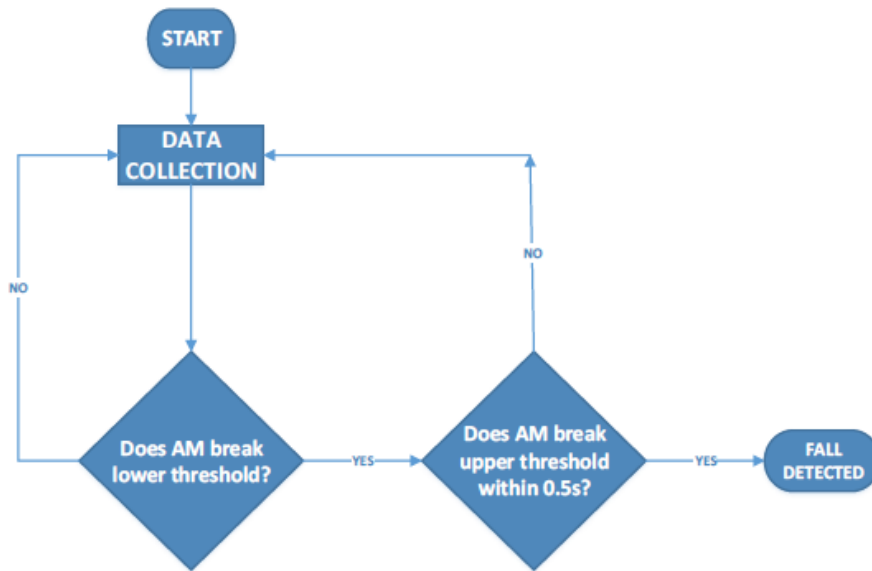 START
DATA
COLLECTION
NO
NO
Does AM break
lower threshold?
YES
Does AM break
upper threshold
within 0.5s?
YES
FALL
DETECTED